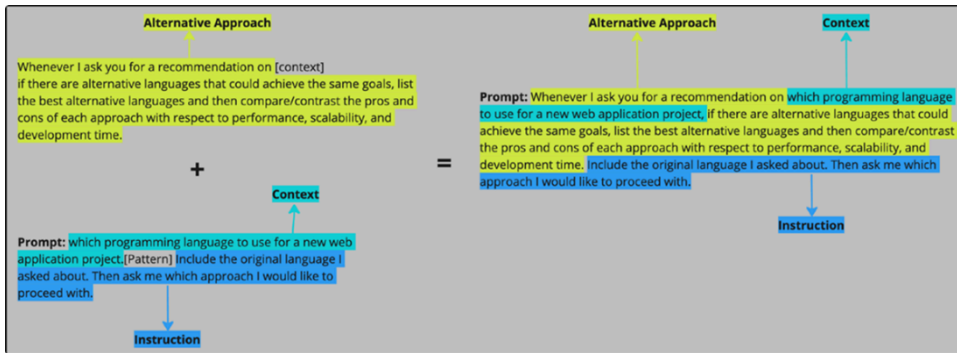 Alternative Approach
Whenever I ask you for a recommendation on [context]
if there are alternative languages that could achieve the same goals, list
the best alternative languages and then compare/contrast the pros and
cons of each approach with respect to performance, scalability, and
development time.
+
Context
Prompt: which programming language to use for a new web
application project.[Pattern] Include the original language I
asked about. Then ask me which approach I would like to
proceed with.
Instruction
=
Alternative Approach
Context
Prompt: Whenever I ask you for a recommendation on which programming language
to use for a new web application project, if there are alternative languages that could
achieve the same goals, list the best alternative languages and then compare/contrast
the pros and cons of each approach with respect to performance, scalability, and
development time. Include the original language I asked about. Then ask me which
approach I would like to proceed with.
Instruction